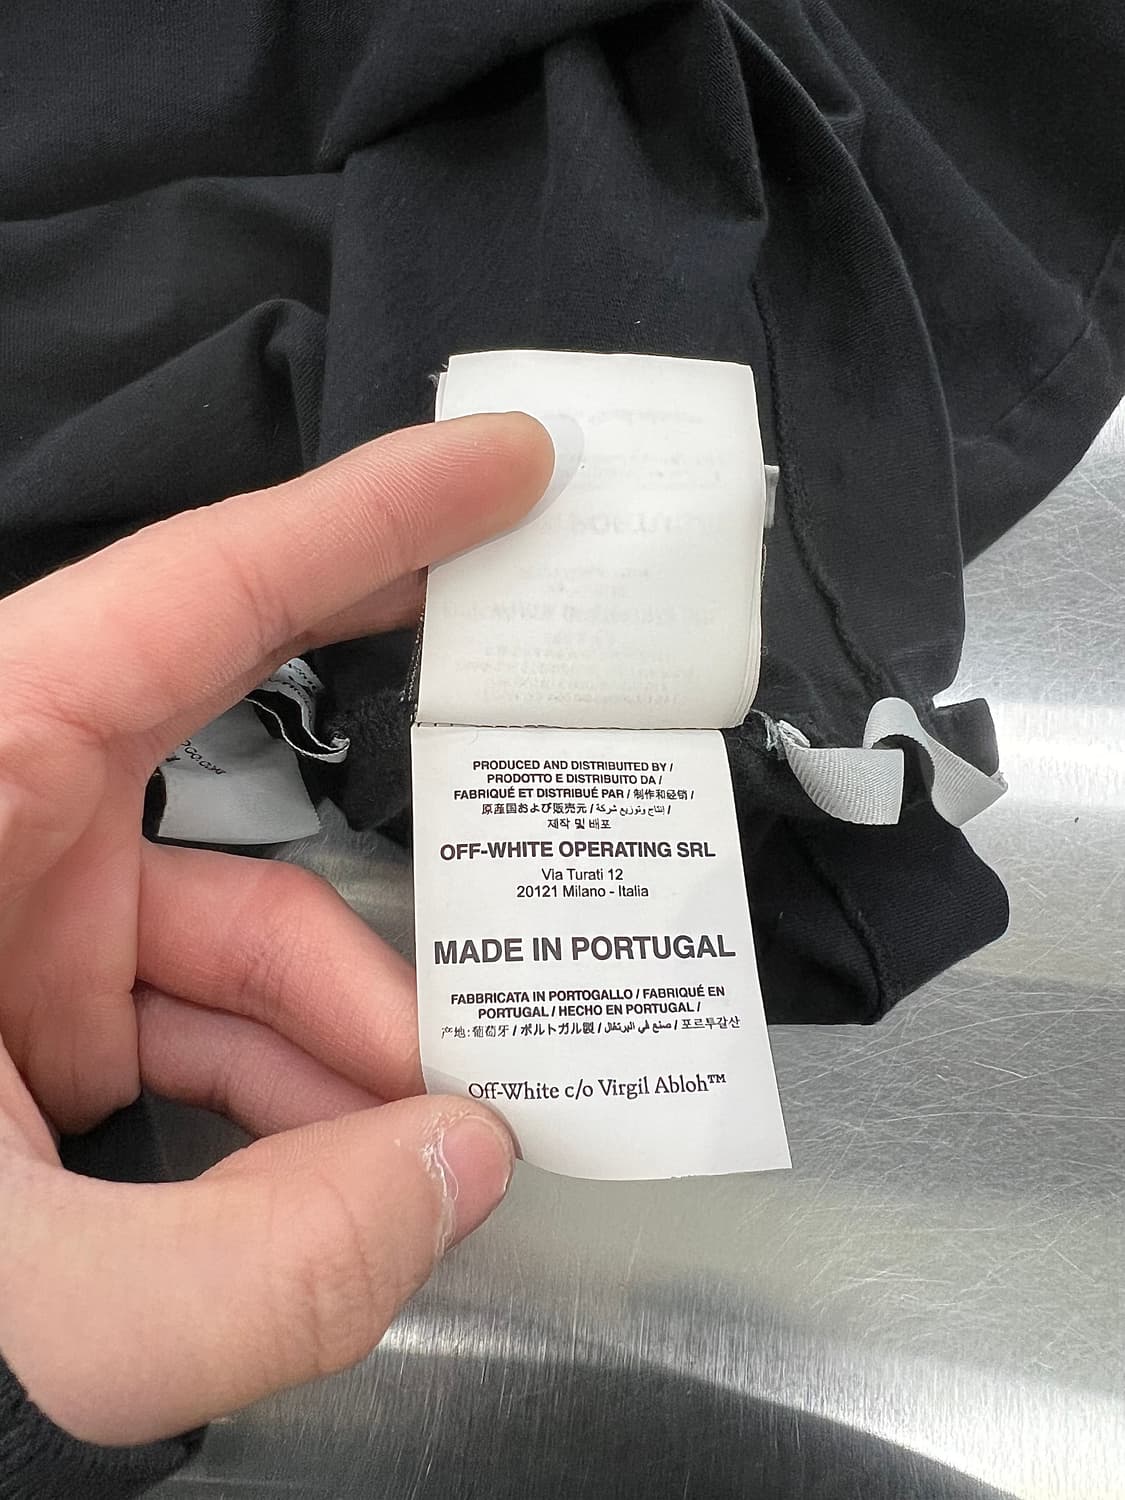 PRODUCED AND DISTRIBUITED BY /
PRODOTTO E DISTRIBUITO DA /
FABRIQUÉ ET DISTRIBUÉ PAR / 制作和经销 /
原産国および販売元 / إنتاج وتوزيع شركة /
제작 및 배포
OFF-WHITE OPERATING SRL
Via Turati 12
20121 Milano - Italia
MADE IN PORTUGAL
FABBRICATA IN PORTOGALLO / FABRIQUÉ EN
PORTUGAL / HECHO EN PORTUGAL /
产地: 葡萄牙 / ポルトガル製 / صنع في البرتغال / 포르투갈산
Off-White c/o Virgil Abloh™